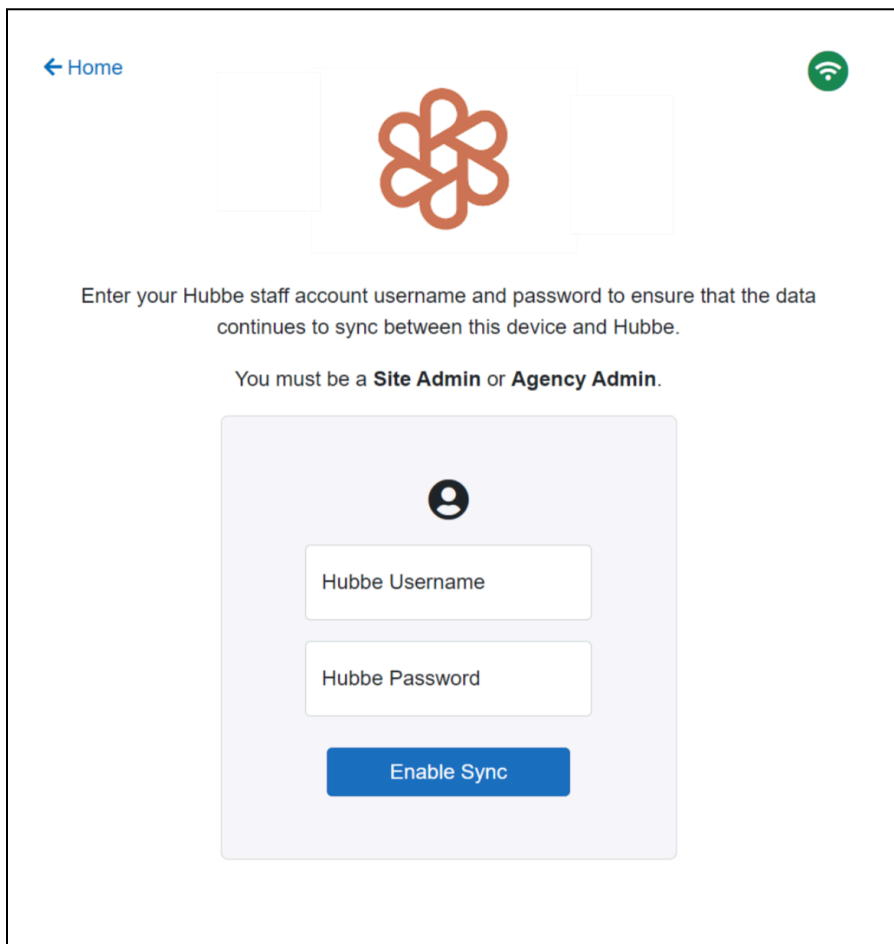 Home
Enter your Hubbe staff account username and password to ensure that the data
continues to sync between this device and Hubbe.
You must be a Site Admin or Agency Admin.
Hubbe Username
Hubbe Password
Enable Sync